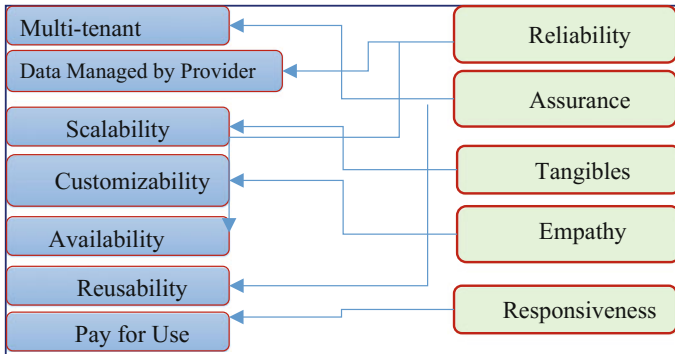 Multi-tenant
Data Managed by Provider
Scalability
Customizability
Availability
Reusability
Pay for Use
Reliability
Assurance
Tangibles
Empathy
Responsiveness